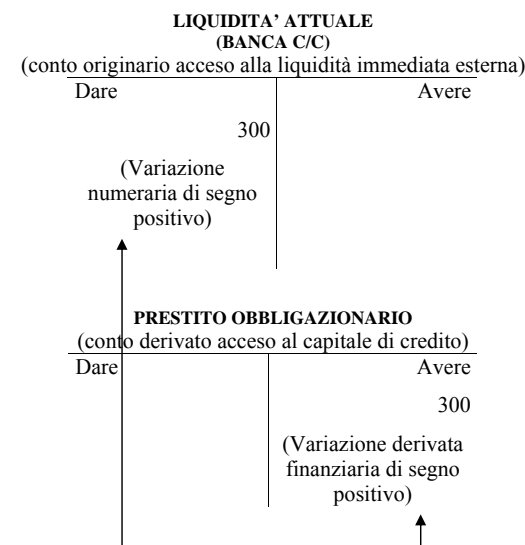 LIQUIDITA’ ATTUALE
(BANCA C/C)
(conto originario acceso alla liquidità immediata esterna)
Dare Avere
300
(Variazione
numeraria di segno
positivo)
PRESTITO OBBLIGAZIONARIO
(conto derivato acceso al capitale di credito)
Dare Avere
300
(Variazione derivata
finanziaria di segno
positivo)